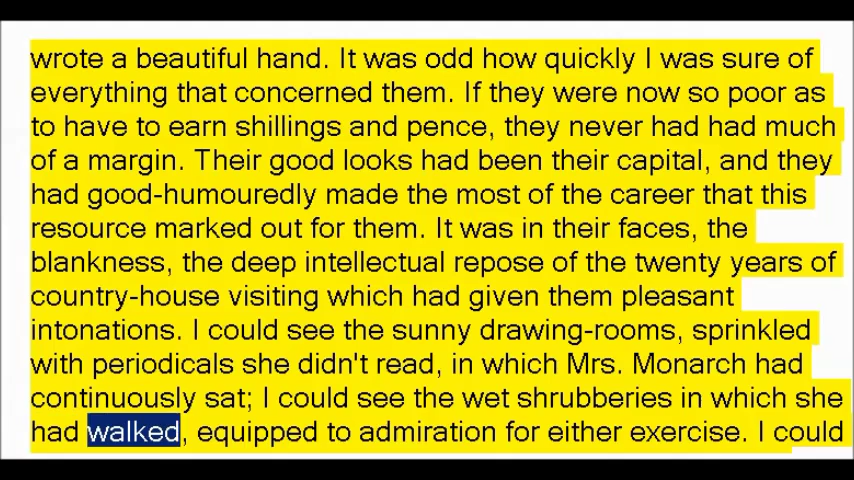 wrote a beautiful hand. It was odd how quickly I was sure of
everything that concerned them. If they were now so poor as
to have to earn shillings and pence, they never had had much
of a margin. Their good looks had been their capital, and they
had good-humouredly made the most of the career that this
resource marked out for them. It was in their faces, the
blankness, the deep intellectual repose of the twenty years of
country-house visiting which had given them pleasant
intonations. I could see the sunny drawing-rooms, sprinkled
with periodicals she didn't read, in which Mrs. Monarch had
continuously sat; I could see the wet shrubberies in which she
had walked, equipped to admiration for either exercise. I could